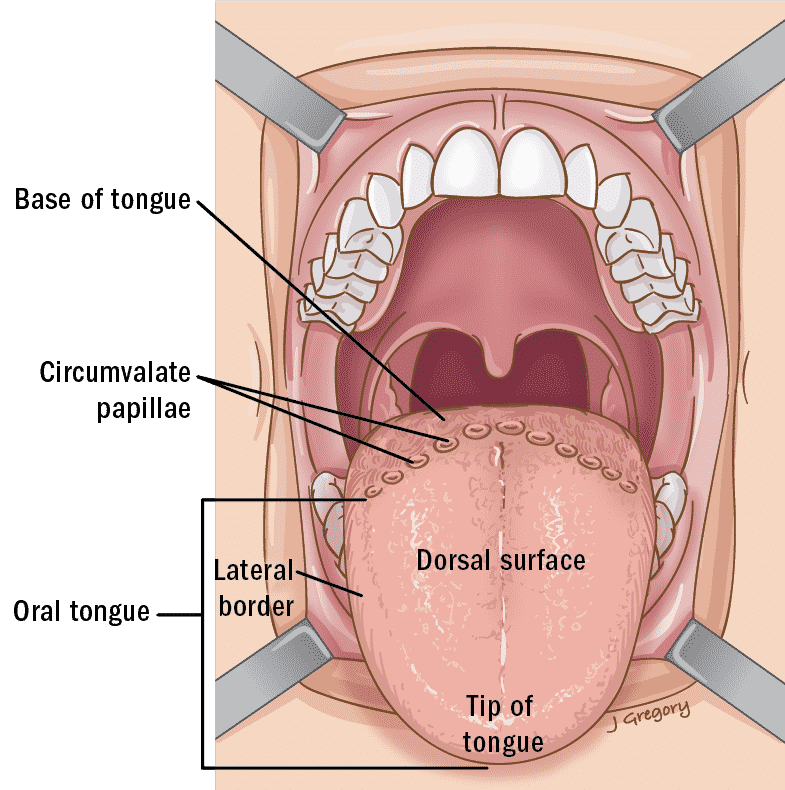 Base of tongue
Circumvalate
papillae
Dorsal surface
Lateral
border
Oral tongue
Tip of
tongue
J Gregory